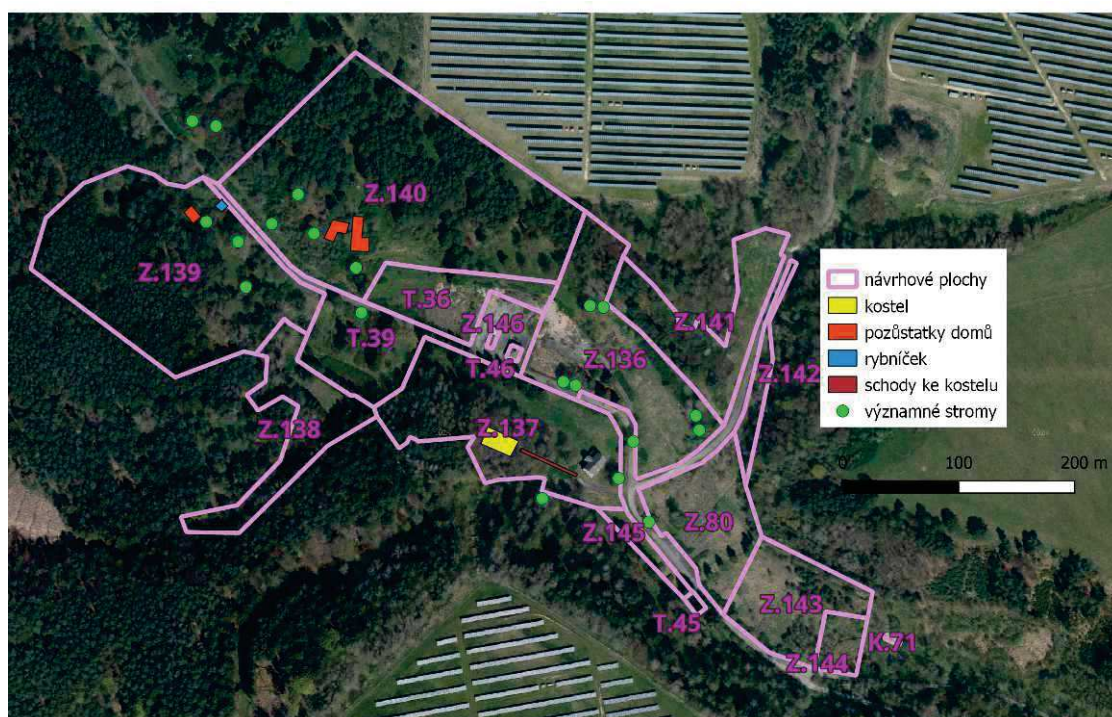 Z.140
Z.139
T.36
Z.146
Z.141
T.39
Z.136
T.46
Z.142
Z.138
Z.137
Z.80
Z.145
Z.143
T.45
K.71
Z.144
návrhové plochy
kostel
pozůstatky domů
rybníček
schody ke kostelu
významné stromy
0 100 200 m